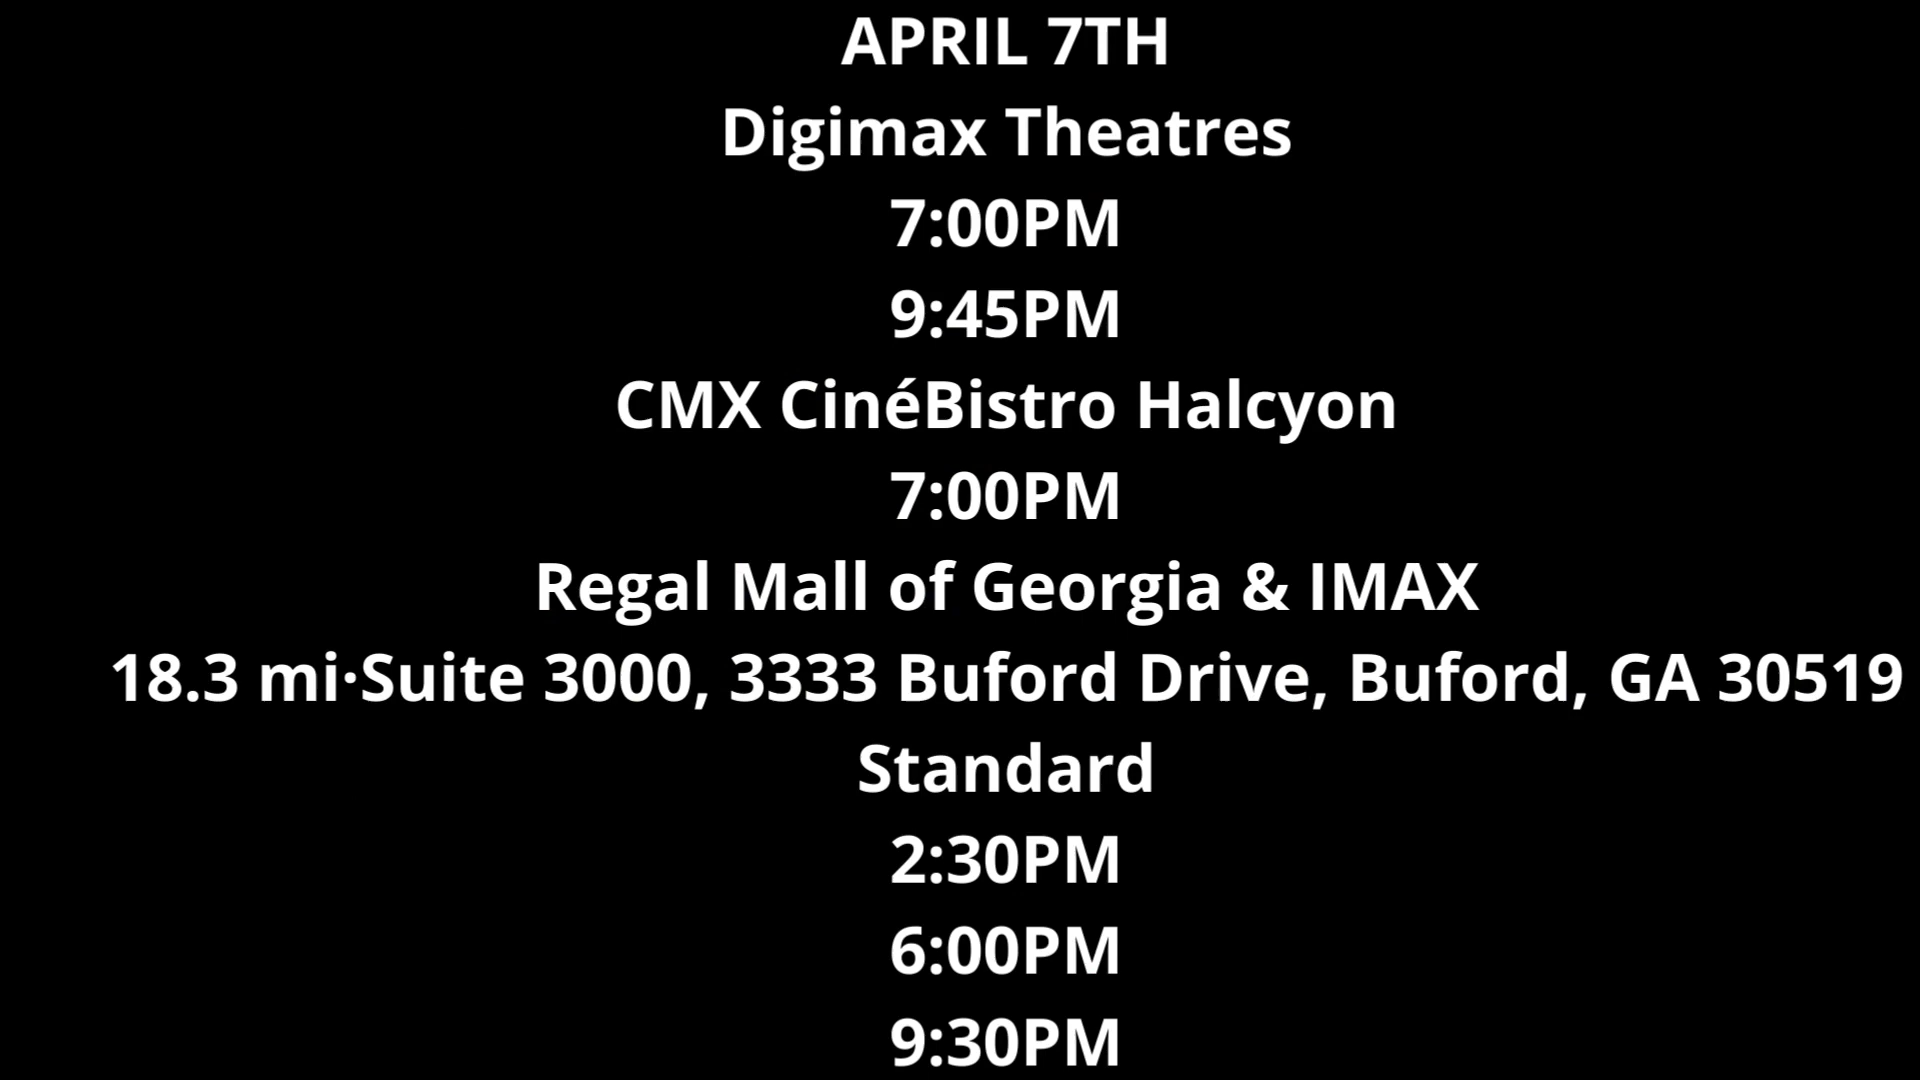 APRIL 7TH
Digimax Theatres
7:00PM
9:45PM
CMX CinéBistro Halcyon
7:00PM
Regal Mall of Georgia & IMAX
18.3 mi·Suite 3000, 3333 Buford Drive, Buford, GA 30519
Standard
2:30PM
6:00PM
9:30PM